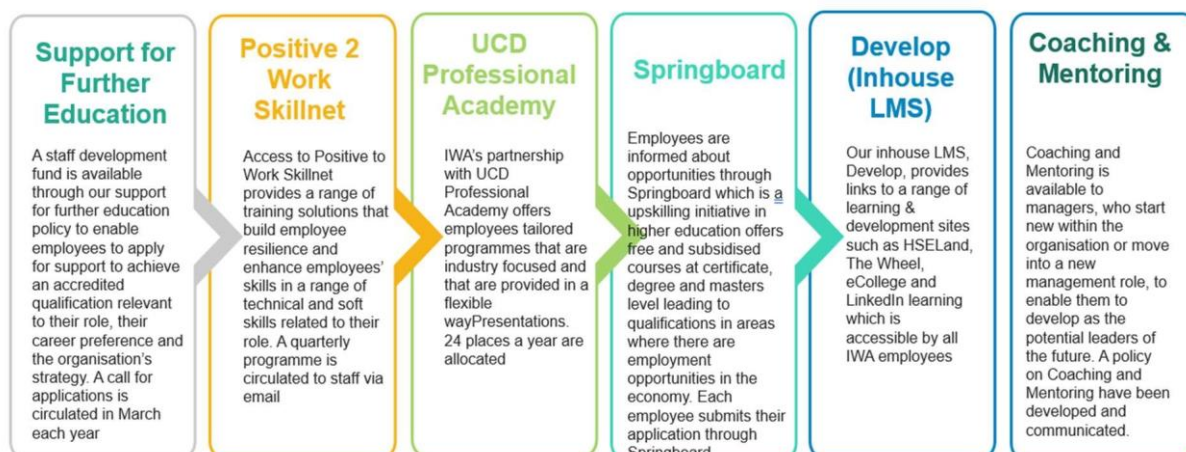 Support for
Further
Education
A staff development
fund is available
through our support
for further education
policy to enable
employees to apply
for support to achieve
an accredited
qualification relevant
to their role, their
career preference and
the organisation's
strategy. A call for
applications is
circulated in March
each year
Positive 2
Work
Skillnet
Access to Positive to
Work Skillnet
provides a range of
training solutions that
build employee
resilience and
enhance employees'
skills in a range of
technical and soft
skills related to their
role. A quarterly
programme is
circulated to staff via
email
UCD
Professional
Academy
IWA's partnership
with UCD
Professional
Academy offers
employees tailored
programmes that are
industry focused and
that are provided in a
flexible
wayPresentations.
24 places a year are
allocated
Springboard
Employees are
informed about
opportunities through
Springboard which is a
upskilling initiative in
higher education offers
free and subsidised
courses at certificate,
degree and masters
level leading to
qualifications in areas
where there are
employment
opportunities in the
economy. Each
employee submits their
application through
Springboard
Develop
(Inhouse
LMS)
Our inhouse LMS,
Develop, provides
links to a range of
learning &
development sites
such as HSELand,
The Wheel,
eCollege and
LinkedIn learning
which is
accessible by all
IWA employees
Coaching &
Mentoring
Coaching and
Mentoring is
available to
managers, who start
new within the
organisation or move
into a new
management role, to
enable them to
develop as the
potential leaders of
the future. A policy
on Coaching and
Mentoring have been
developed and
communicated.